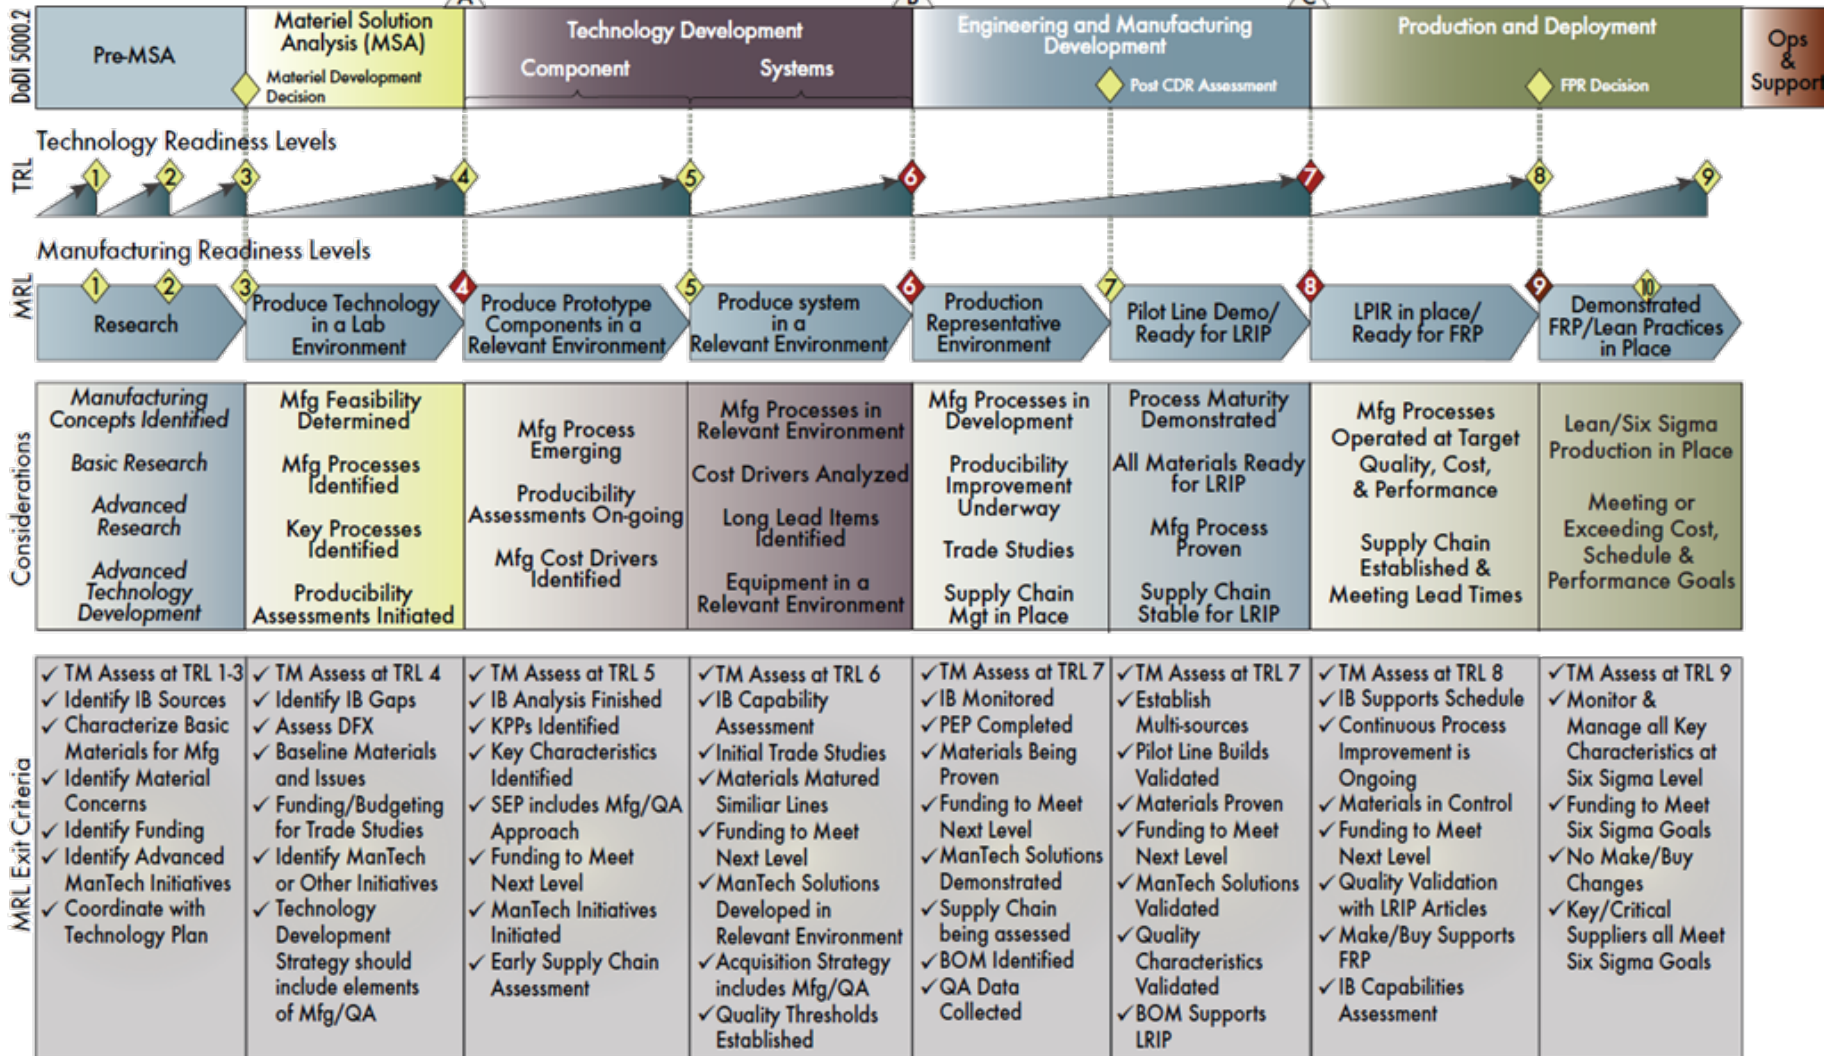 DoDI 5000.2
Pre-MSA
Materiel Solution
Analysis (MSA)
Materiel Development
Decision
A
Technology Development
Component
Systems
B
Engineering and Manufacturing
Development
Post CDR Assessment
C
Production and Deployment
FPR Decision
Ops
&
Support
Technology Readiness Levels
TRL
1
2
3
4
5
6
7
8
9
Manufacturing Readiness Levels
MRL
1
2
3
4
5
6
7
8
9
10
Research
Produce Technology
in a Lab
Environment
Produce Prototype
Components in a
Relevant Environment
Produce system
in a
Relevant Environment
Production
Representative
Environment
Pilot Line Demo/
Ready for LRIP
LPIR in place/
Ready for FRP
Demonstrated
FRP/Lean Practices
in Place
Considerations
Manufacturing
Concepts Identified
Basic Research
Advanced
Research
Advanced
Technology
Development
Mfg Feasibility
Determined
Mfg Processes
Identified
Key Processes
Identified
Producibility
Assessments Initiated
Mfg Process
Emerging
Producibility
Assessments On-going
Mfg Cost Drivers
Identified
Mfg Processes in
Relevant Environment
Cost Drivers Analyzed
Long Lead Items
Identified
Equipment in a
Relevant Environment
Mfg Processes in
Development
Producibility
Improvement
Underway
Trade Studies
Supply Chain
Mgt in Place
Process Maturity
Demonstrated
All Materials Ready
for LRIP
Mfg Process
Proven
Supply Chain
Stable for LRIP
Mfg Processes
Operated at Target
Quality, Cost,
& Performance
Supply Chain
Established &
Meeting Lead Times
Lean/Six Sigma
Production in Place
Meeting or
Exceeding Cost,
Schedule &
Performance Goals
MRL Exit Criteria
✓ TM Assess at TRL 1-3
✓ Identify IB Sources
✓ Characterize Basic
Materials for Mfg
✓ Identify Material
Concerns
✓ Identify Funding
✓ Identify Advanced
ManTech Initiatives
✓ Coordinate with
Technology Plan
✓ TM Assess at TRL 4
✓ Identify IB Gaps
✓ Assess DFX
✓ Baseline Materials
and Issues
✓ Funding/Budgeting
for Trade Studies
✓ Identify ManTech
or Other Initiatives
✓ Technology
Development
Strategy should
include elements
of Mfg/QA
✓ TM Assess at TRL 5
✓ IB Analysis Finished
✓ KPPs Identified
✓ Key Characteristics
Identified
✓ SEP includes Mfg/QA
Approach
✓ Funding to Meet
Next Level
✓ ManTech Initiatives
Initiated
✓ Early Supply Chain
Assessment
✓ TM Assess at TRL 6
✓ IB Capability
Assessment
✓ Initial Trade Studies
✓ Materials Matured
Similiar Lines
✓ Funding to Meet
Next Level
✓ ManTech Solutions
Developed in
Relevant Environment
✓ Acquisition Strategy
includes Mfg/QA
✓ Quality Thresholds
Established
✓ TM Assess at TRL 7
✓ IB Monitored
✓ PEP Completed
✓ Materials Being
Proven
✓ Funding to Meet
Next Level
✓ ManTech Solutions
Demonstrated
✓ Supply Chain
being assessed
✓ BOM Identified
✓ QA Data
Collected
✓ TM Assess at TRL 7
✓ Establish
Multi-sources
✓ Pilot Line Builds
Validated
✓ Materials Proven
✓ Funding to Meet
Next Level
✓ ManTech Solutions
Validated
✓ Quality
Characteristics
Validated
✓ BOM Supports
LRIP
✓ TM Assess at TRL 8
✓ IB Supports Schedule
✓ Continuous Process
Improvement is
Ongoing
✓ Materials in Control
✓ Funding to Meet
Next Level
✓ Quality Validation
with LRIP Articles
✓ Make/Buy Supports
FRP
✓ IB Capabilities
Assessment
✓ TM Assess at TRL 9
✓ Monitor &
Manage all Key
Characteristics at
Six Sigma Level
✓ Funding to Meet
Six Sigma Goals
✓ No Make/Buy
Changes
✓ Key/Critical
Suppliers all Meet
Six Sigma Goals